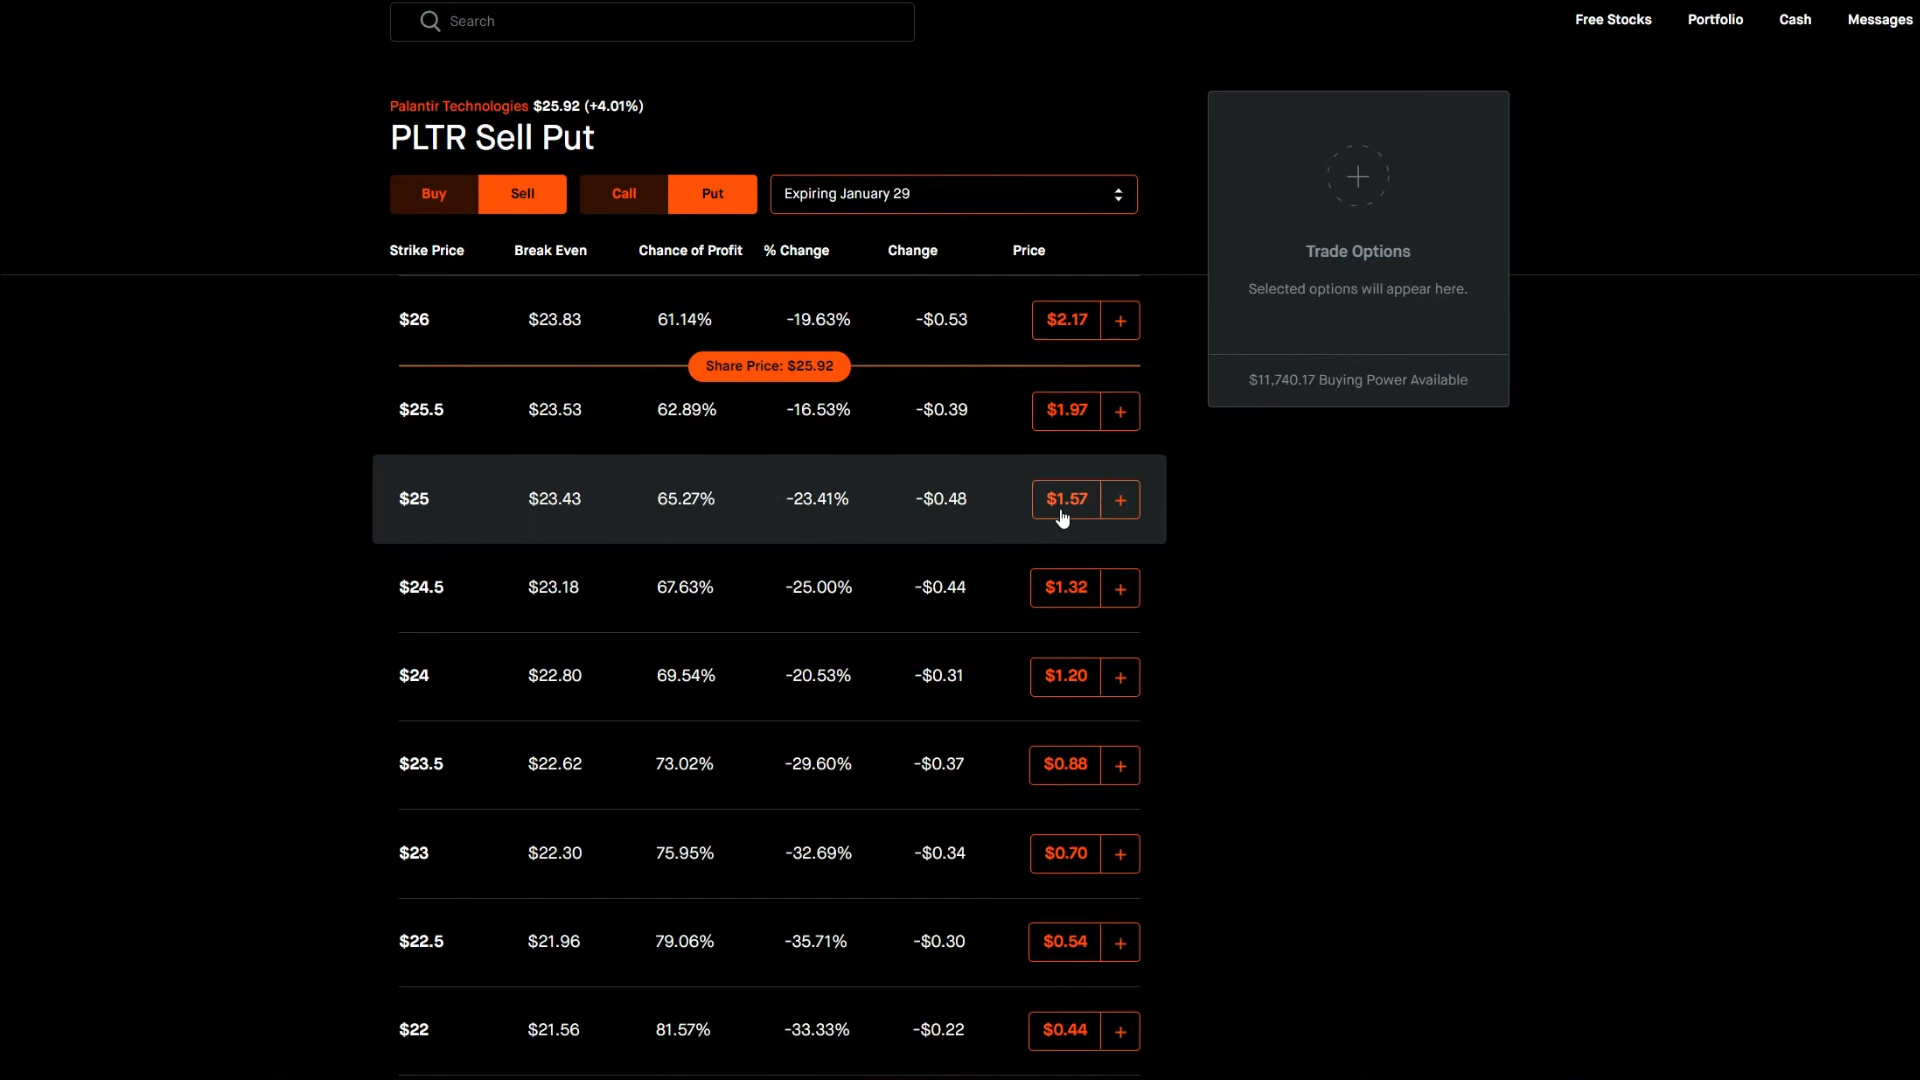 Search
Free Stocks Portfolio Cash Messages
Palantir Technologies $25.92 (+4.01%)
PLTR Sell Put
Buy Sell Call Put Expiring January 29
Strike Price Break Even Chance of Profit % Change Change Price
$26 $23.83 61.14% -19.63% -$0.53 $2.17 +
Share Price: $25.92
$25.5 $23.53 62.89% -16.53% -$0.39 $1.97 +
$25 $23.43 65.27% -23.41% -$0.48 $1.57 +
$24.5 $23.18 67.63% -25.00% -$0.44 $1.32 +
$24 $22.80 69.54% -20.53% -$0.31 $1.20 +
$23.5 $22.62 73.02% -29.60% -$0.37 $0.88 +
$23 $22.30 75.95% -32.69% -$0.34 $0.70 +
$22.5 $21.96 79.06% -35.71% -$0.30 $0.54 +
$22 $21.56 81.57% -33.33% -$0.22 $0.44 +
Trade Options
Selected options will appear here.
$11,740.17 Buying Power Available